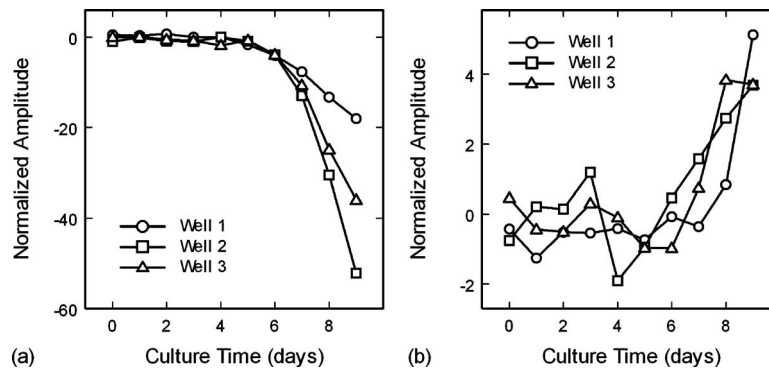 Normalized Amplitude
0
-20
-40
-60
Well 1
Well 2
Well 3
0 2 4 6 8
Culture Time (days)
(a)
Normalized Amplitude
4
2
0
-2
Well 1
Well 2
Well 3
0 2 4 6 8
Culture Time (days)
(b)